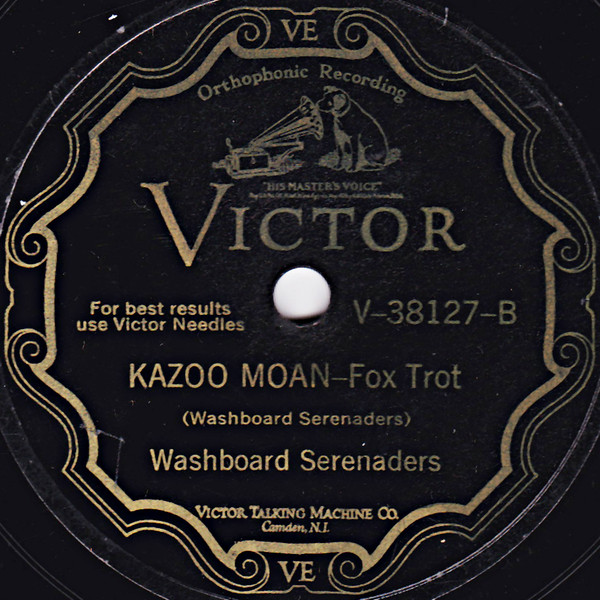 VE
Orthophonic Recording
"HIS MASTER'S VOICE"
VICTOR
For best results
use Victor Needles
V-38127-B
KAZOO MOAN-Fox Trot
(Washboard Serenaders)
Washboard Serenaders
VICTOR TALKING MACHINE CO.
Camden, N.J.
VE